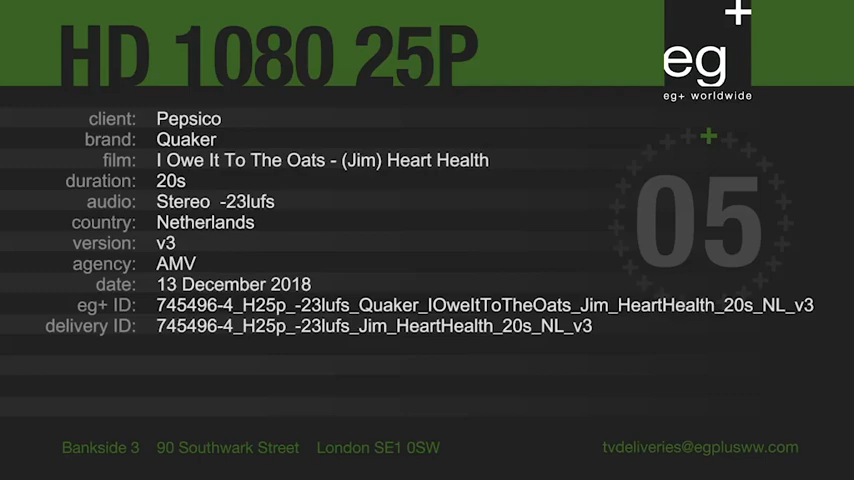 HD 1080 25P
+
eg
eg+ worldwide
client: Pepsico
brand: Quaker
film: I Owe It To The Oats - (Jim) Heart Health
duration: 20s
audio: Stereo -23lufs
country: Netherlands
version: v3
agency: AMV
date: 13 December 2018
eg+ ID: 745496-4_H25p_-23lufs_Quaker_IOweItToTheOats_Jim_HeartHealth_20s_NL_v3
delivery ID: 745496-4_H25p_-23lufs_Jim_HeartHealth_20s_NL_v3
05
Bankside 3 90 Southwark Street London SE1 0SW
tvdeliveries@egplusww.com